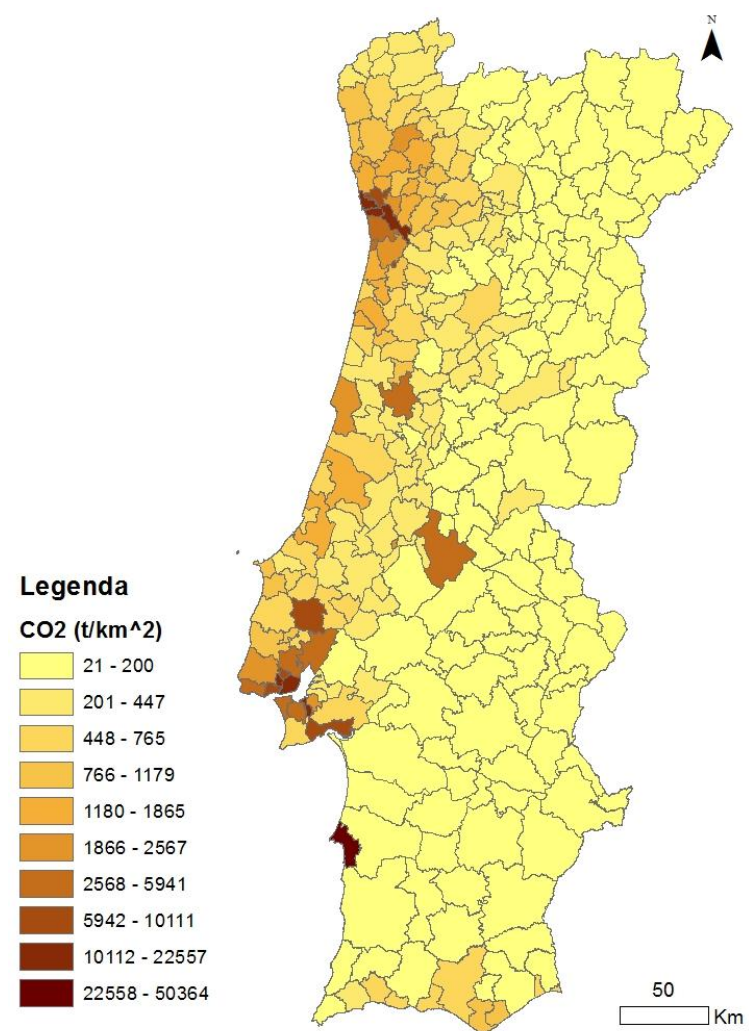 N
Legenda
CO2 (t/km^2)
21 - 200
201 - 447
448 - 765
766 - 1179
1180 - 1865
1866 - 2567
2568 - 5941
5942 - 10111
10112 - 22557
22558 - 50364
50
Km